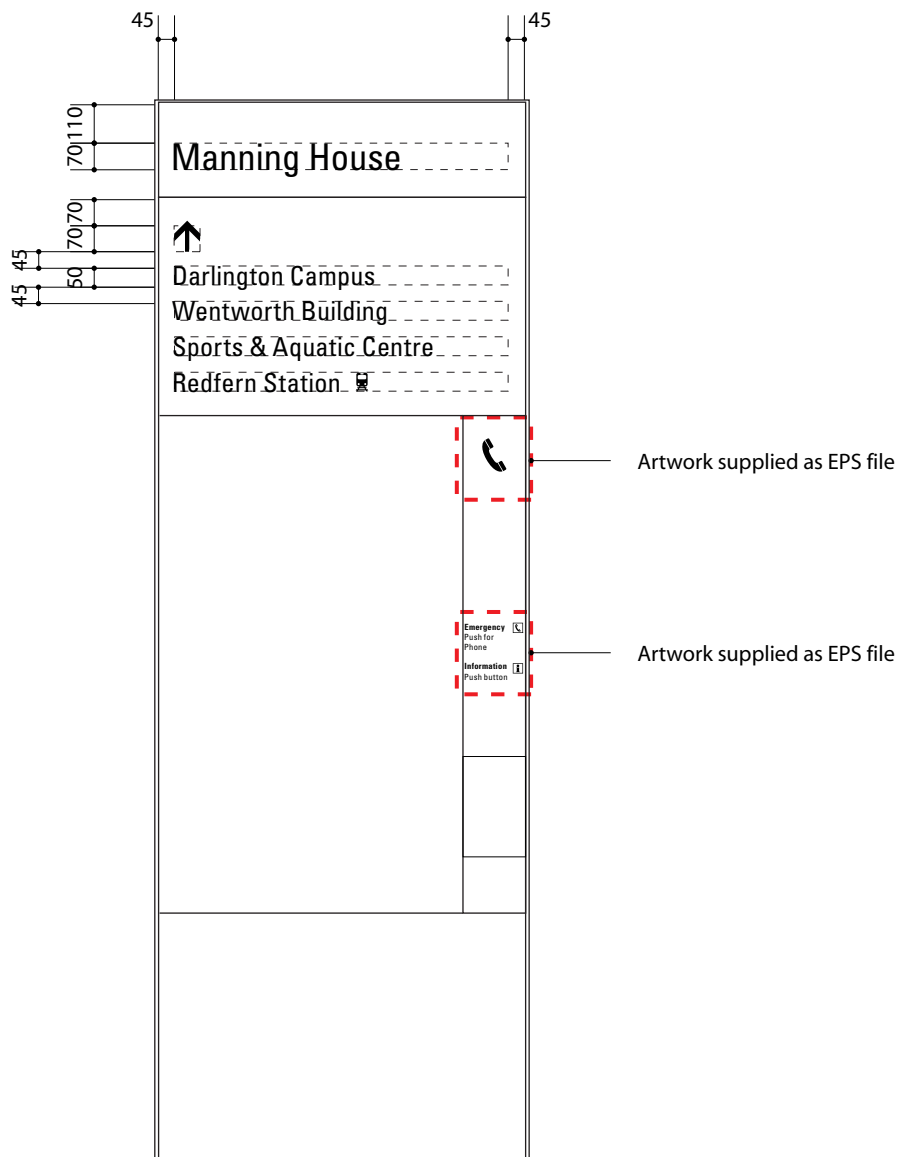 45
45
110
70
Manning House
70
70
45
50
45
Darlington Campus
Wentworth Building
Sports & Aquatic Centre
Redfern Station
Artwork supplied as EPS file
Emergency
Push for
Phone
Information
Push button
Artwork supplied as EPS file